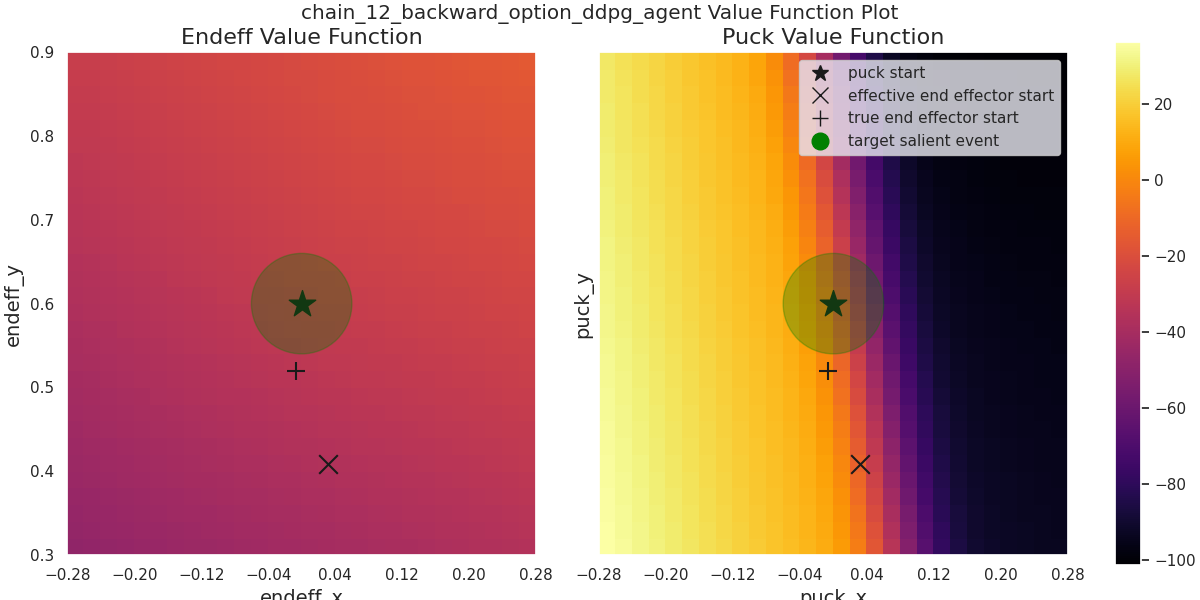 chain_12_backward_option_ddpg_agent Value Function Plot
Endeff Value Function
Puck Value Function
0.9
0.8
0.7
0.6
0.5
0.4
0.3
endeff_y
−0.28 −0.20 −0.12 −0.04 0.04 0.12 0.20 0.28
endeff_x
puck_y
puck start
effective end effector start
true end effector start
target salient event
−0.28 −0.20 −0.12 −0.04 0.04 0.12 0.20 0.28
puck_x
20
0
−20
−40
−60
−80
−100